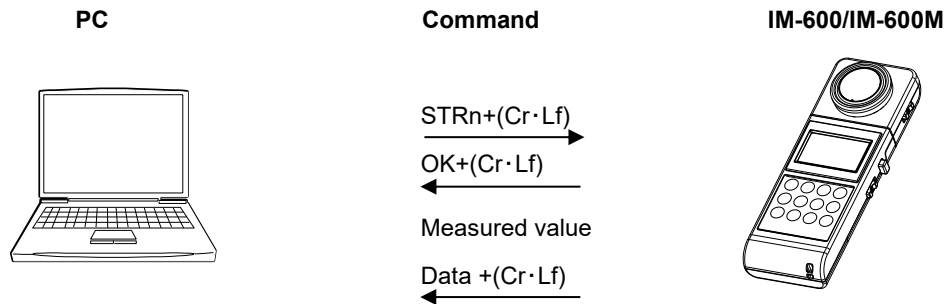 PC Command IM-600/IM-600M
STRn+(Cr･Lf)
OK+(Cr･Lf)
Measured value
Data +(Cr･Lf)